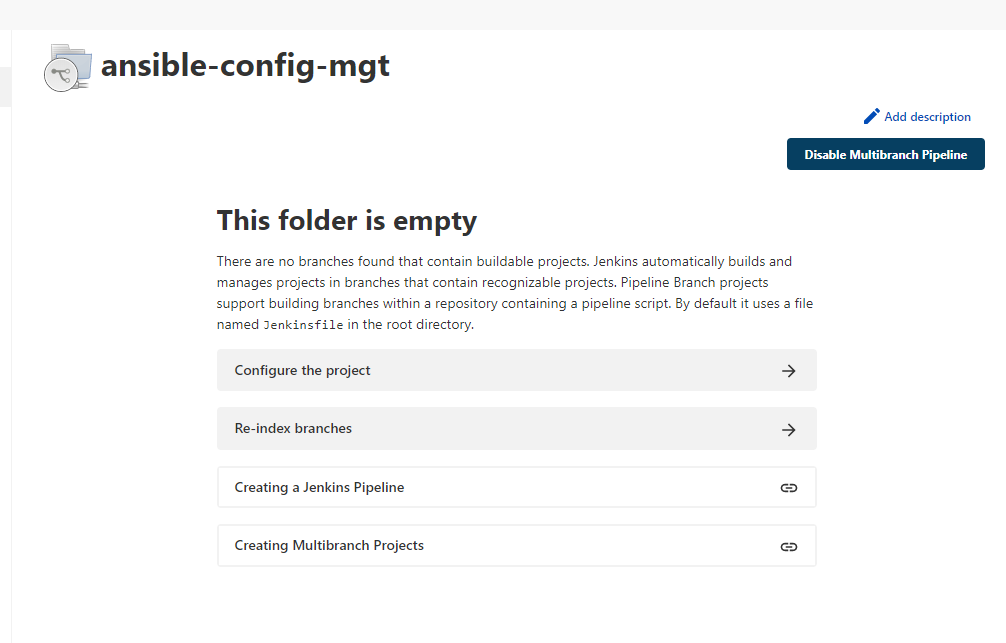 ansible-config-mgt
Add description
Disable Multibranch Pipeline
This folder is empty
There are no branches found that contain buildable projects. Jenkins automatically builds and
manages projects in branches that contain recognizable projects. Pipeline Branch projects
support building branches within a repository containing a pipeline script. By default it uses a file
named Jenkinsfile in the root directory.
Configure the project
Re-index branches
Creating a Jenkins Pipeline
Creating Multibranch Projects